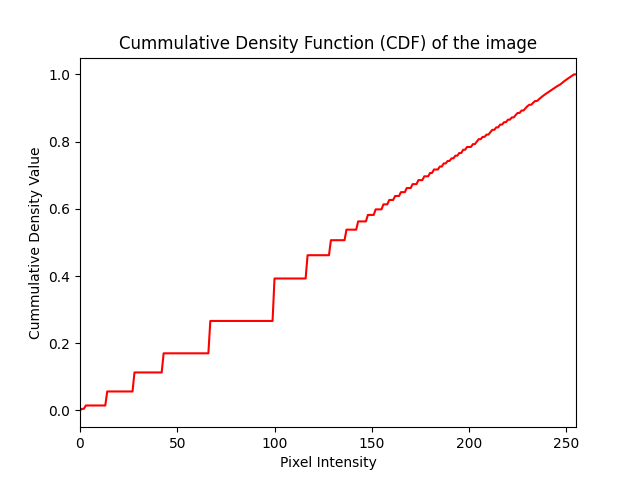 Cummulative Density Function (CDF) of the image
Cummulative Density Value
1.0
0.8
0.6
0.4
0.2
0.0
0 50 100 150 200 250
Pixel Intensity